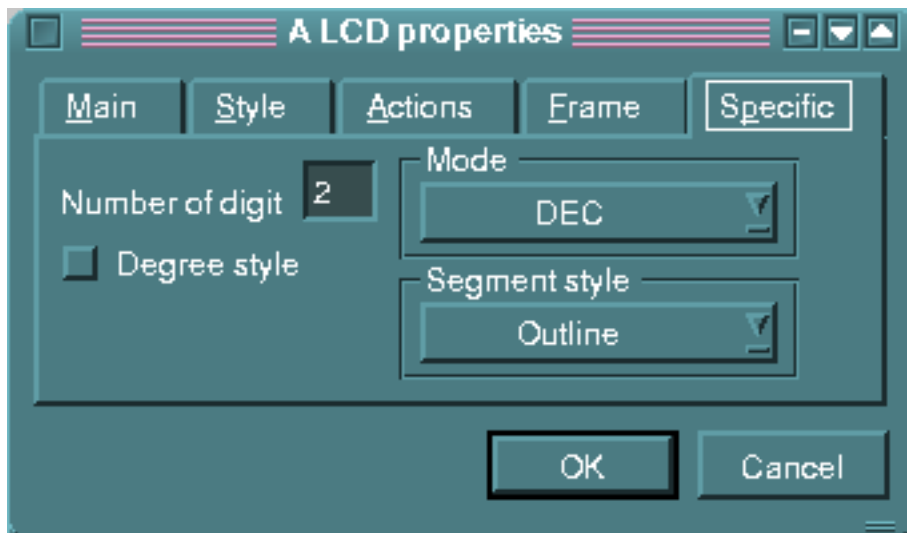 A LCD properties
Main Style Actions Frame Specific
Mode
Number of digit 2
DEC
Degree style
Segment style
Outline
OK Cancel